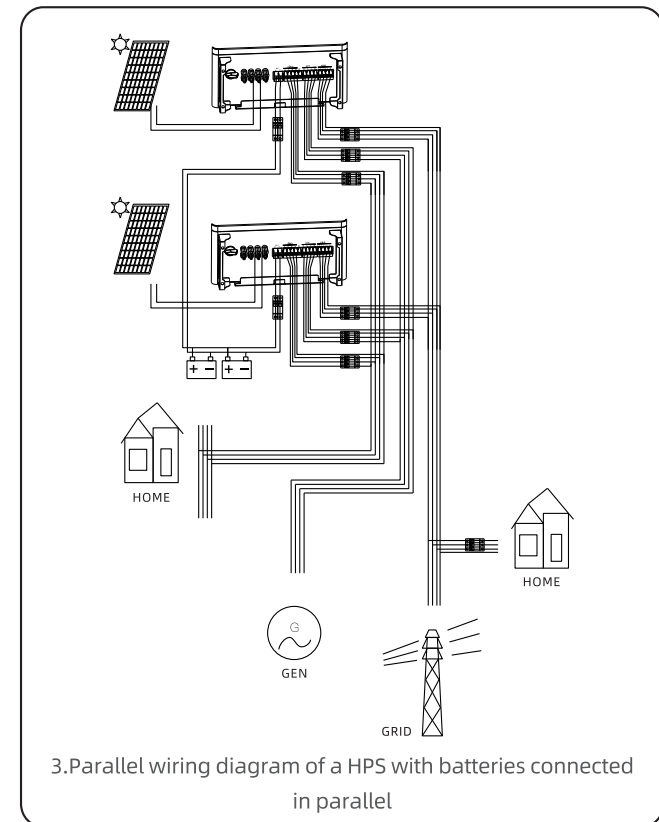 + - + -
HOME
HOME
G
GEN
GRID
3.Parallel wiring diagram of a HPS with batteries connected
in parallel